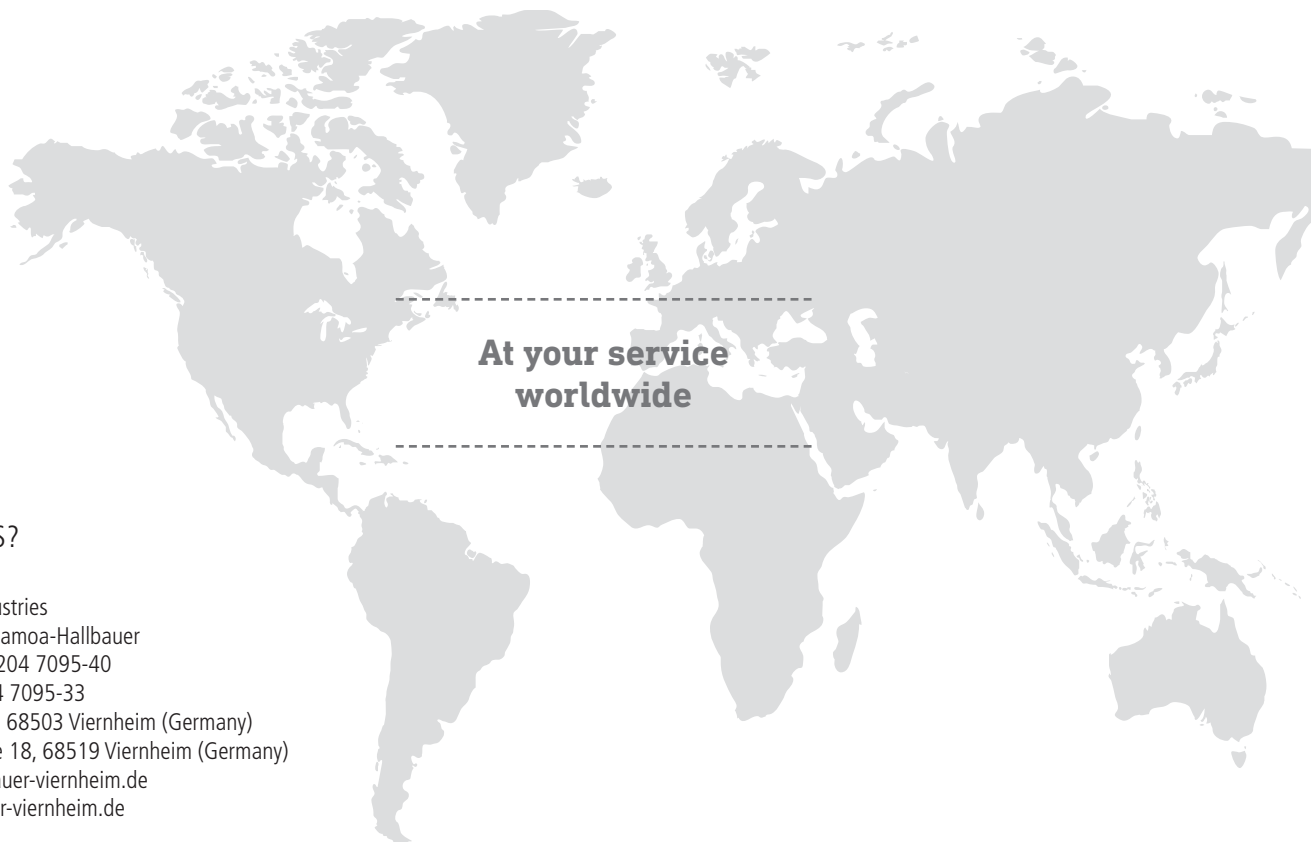 At your service
worldwide
S?
ustries
amoa-Hallbauer
204 7095-40
4 7095-33
68503 Viernheim (Germany)
e 18, 68519 Viernheim (Germany)
auer-viernheim.de
r-viernheim.de